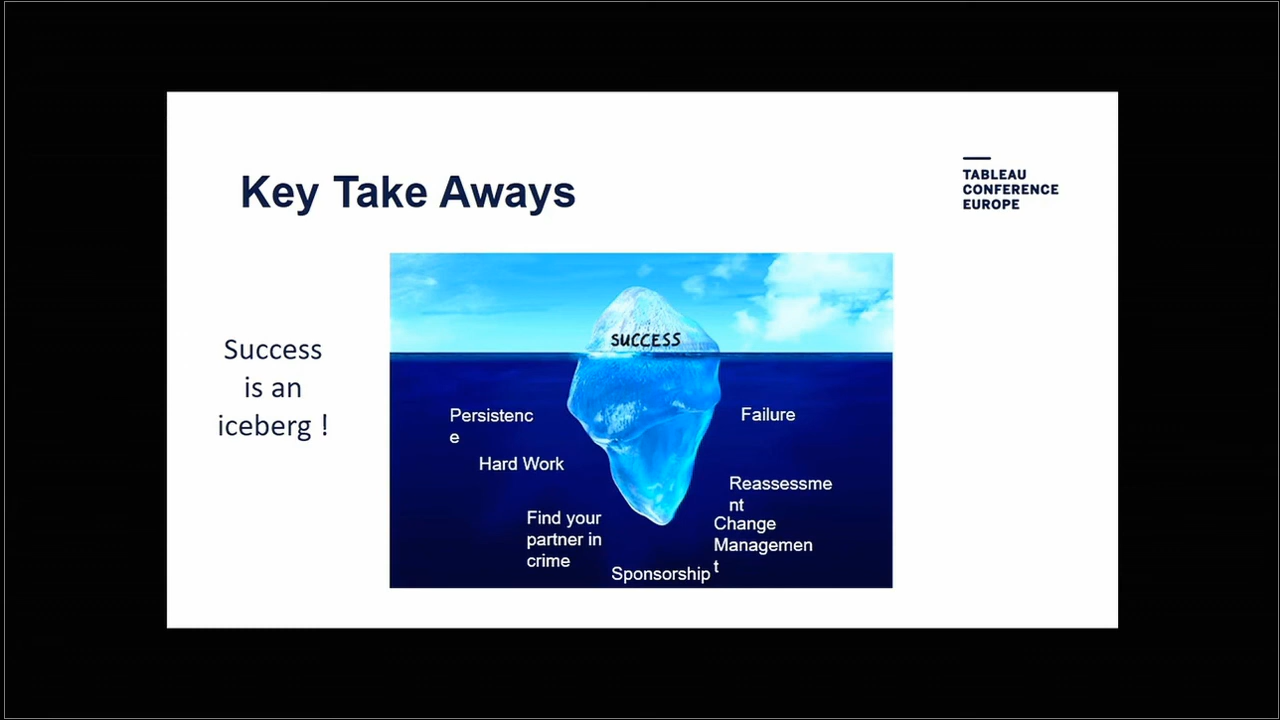 Key Take Aways
TABLEAU
CONFERENCE
EUROPE
Success
is an
iceberg !
SUCCESS
Persistenc
e
Hard Work
Find your
partner in
crime
Sponsorship
Failure
Reassessme
nt
Change
Managemen
t